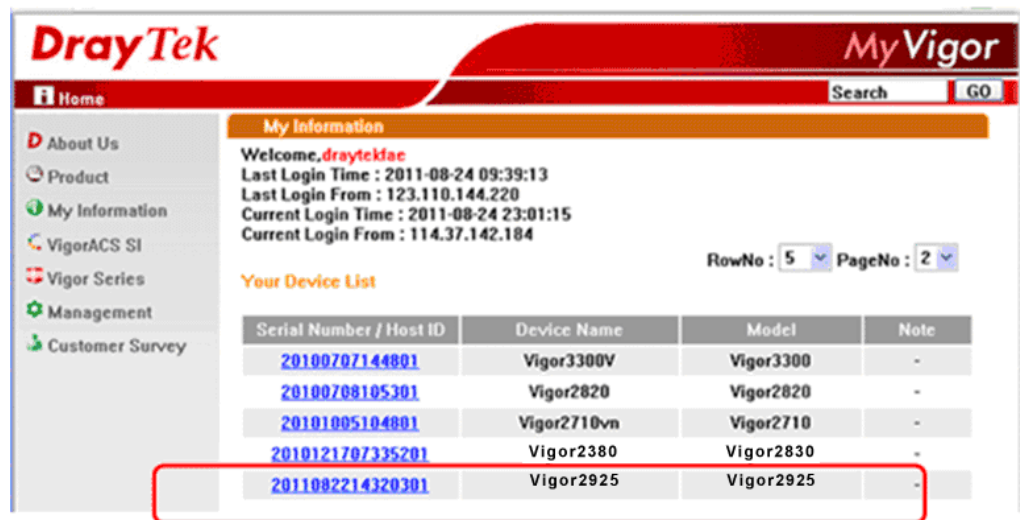 DrayTek
MyVigor
Home
Search GO
About Us
Product
My Information
VigorACS SI
Vigor Series
Management
Customer Survey
My Information
Welcome,draytekfae
Last Login Time : 2011-08-24 09:39:13
Last Login From : 123.110.144.220
Current Login Time : 2011-08-24 23:01:15
Current Login From : 114.37.142.184
RowNo : 5 PageNo : 2
Your Device List
Serial Number / Host ID Device Name Model Note
20100707144801 Vigor3300V Vigor3300 -
20100708105301 Vigor2820 Vigor2820 -
20101005104801 Vigor2710vn Vigor2710 -
2010121707335201 Vigor2380 Vigor2830 -
2011082214320301 Vigor2925 Vigor2925 -